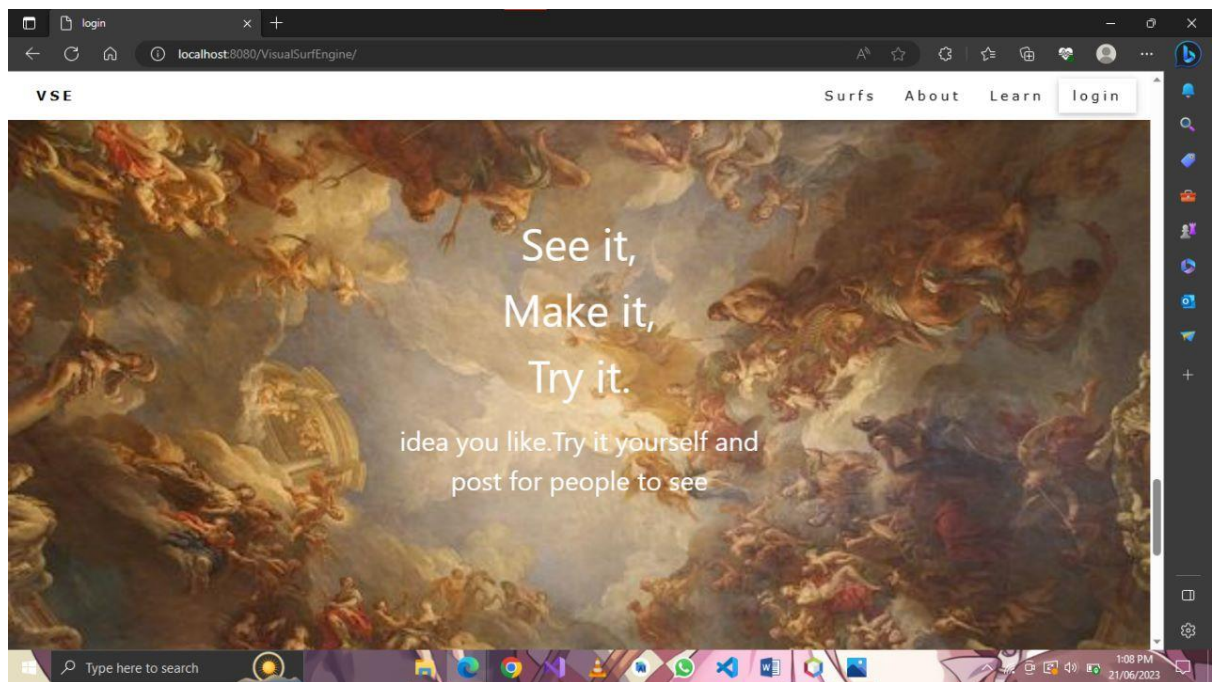 login
localhost:8080/VisualSurfEngine/
VSE
Surfs About Learn login
See it,
Make it,
Try it.
idea you like.Try it yourself and
post for people to see
Type here to search
1:08 PM
21/06/2023